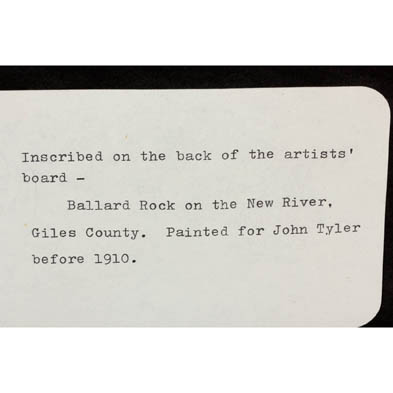 Inscribed on the back of the artists'
board -
Ballard Rock on the New River,
Giles County. Painted for John Tyler
before 1910.